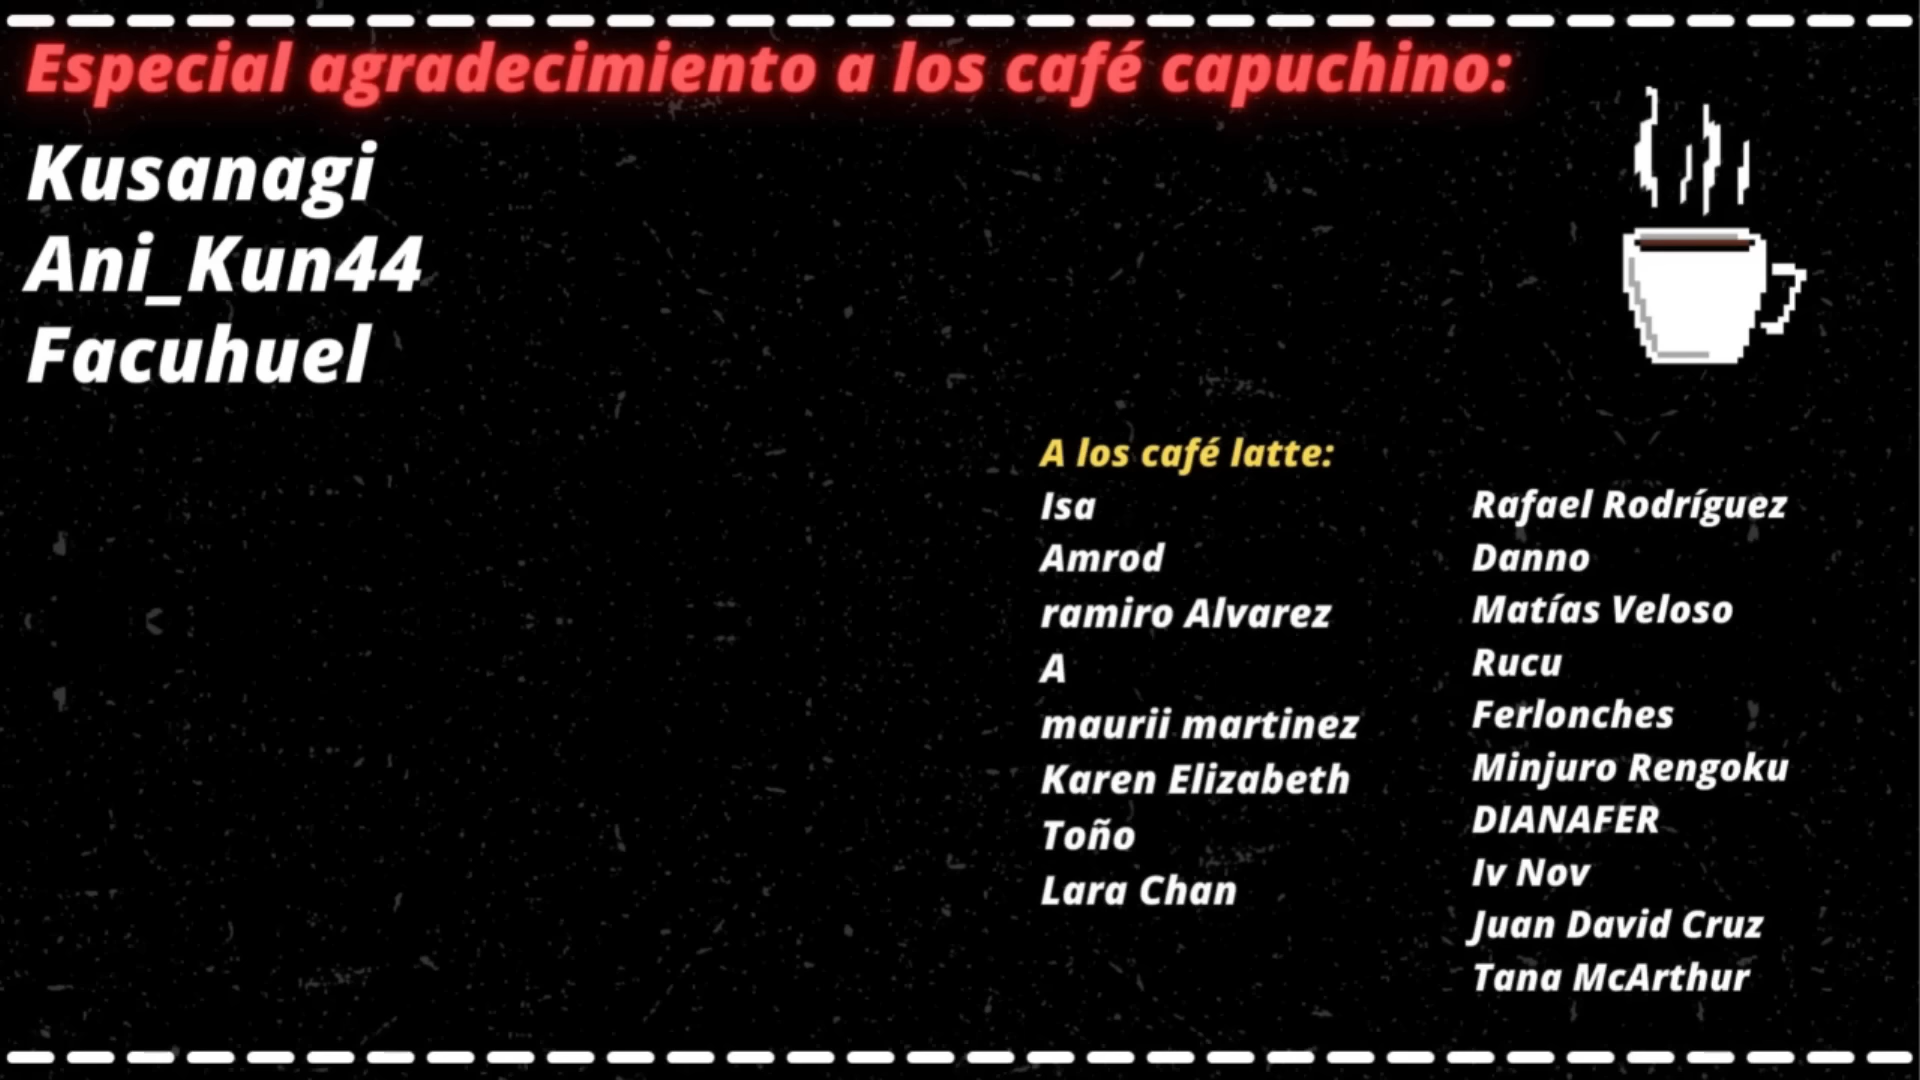 Especial agradecimiento a los café capuchino:
Kusanagi
Ani_Kun44
Facuhuel
A los café latte:
Isa
Amrod
ramiro Alvarez
A
maurii martinez
Karen Elizabeth
Toño
Lara Chan
Rafael Rodríguez
Danno
Matías Veloso
Rucu
Ferlonches
Minjuro Rengoku
DIANAFER
Iv Nov
Juan David Cruz
Tana McArthur